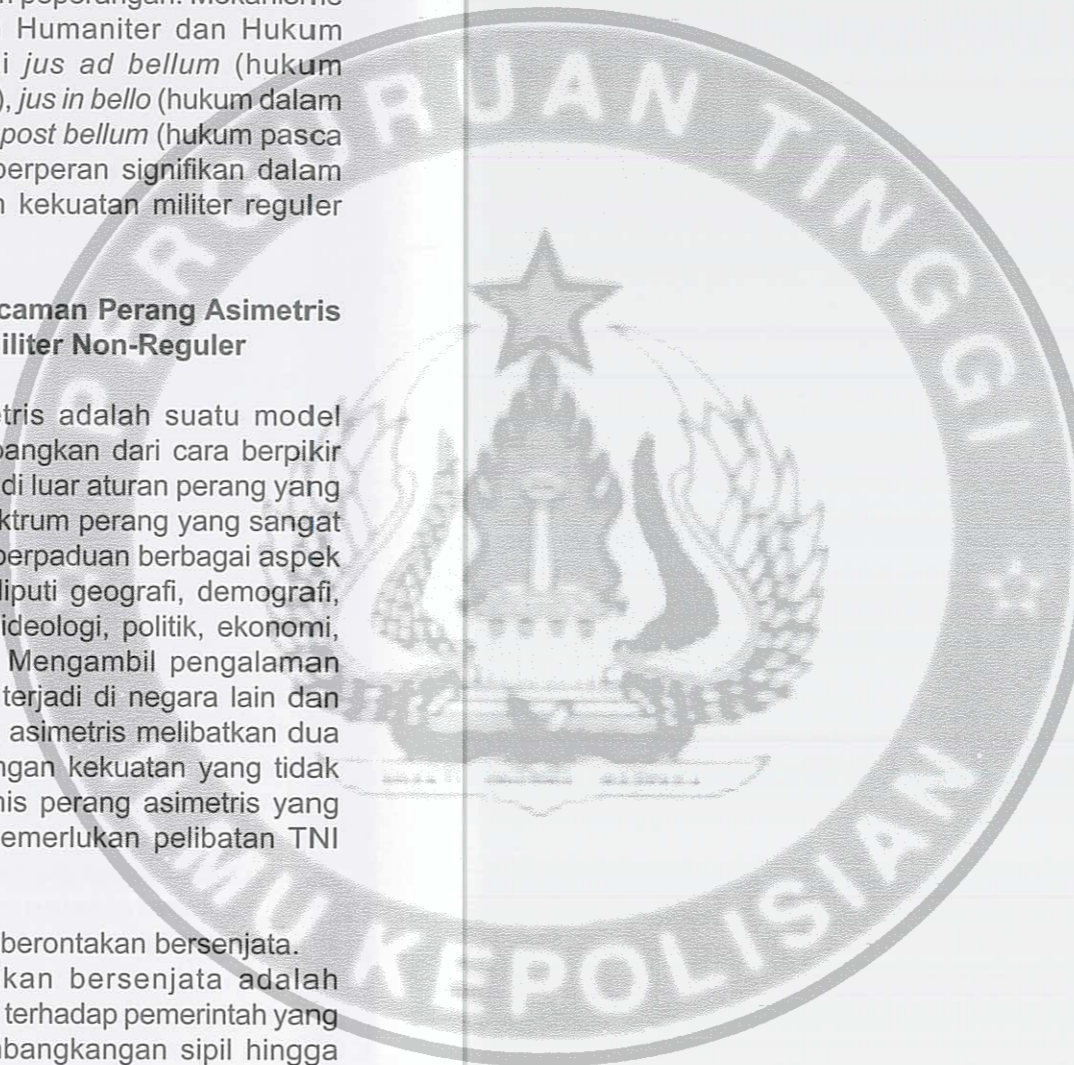 peperangan. Mekanisme
Humaniter dan Hukum
i jus ad bellum (hukum
), jus in bello (hukum dalam
post bellum (hukum pasca
berperan signifikan dalam
n kekuatan militer reguler
caman Perang Asimetris
iliter Non-Reguler
etris adalah suatu model
bangkan dari cara berpikir
di luar aturan perang yang
ktrum perang yang sangat
perpaduan berbagai aspek
liputi geografi, demografi,
ideologi, politik, ekonomi,
Mengambil pengalaman
terjadi di negara lain dan
asimetris melibatkan dua
ngan kekuatan yang tidak
nis perang asimetris yang
emerlukan pelibatan TNI
berontakan bersenjata.
kan bersenjata adalah
terhadap pemerintah yang
mbangkangan sipil hingga
PERGURUAN TINGGI
ILMU KEPOLISIAN